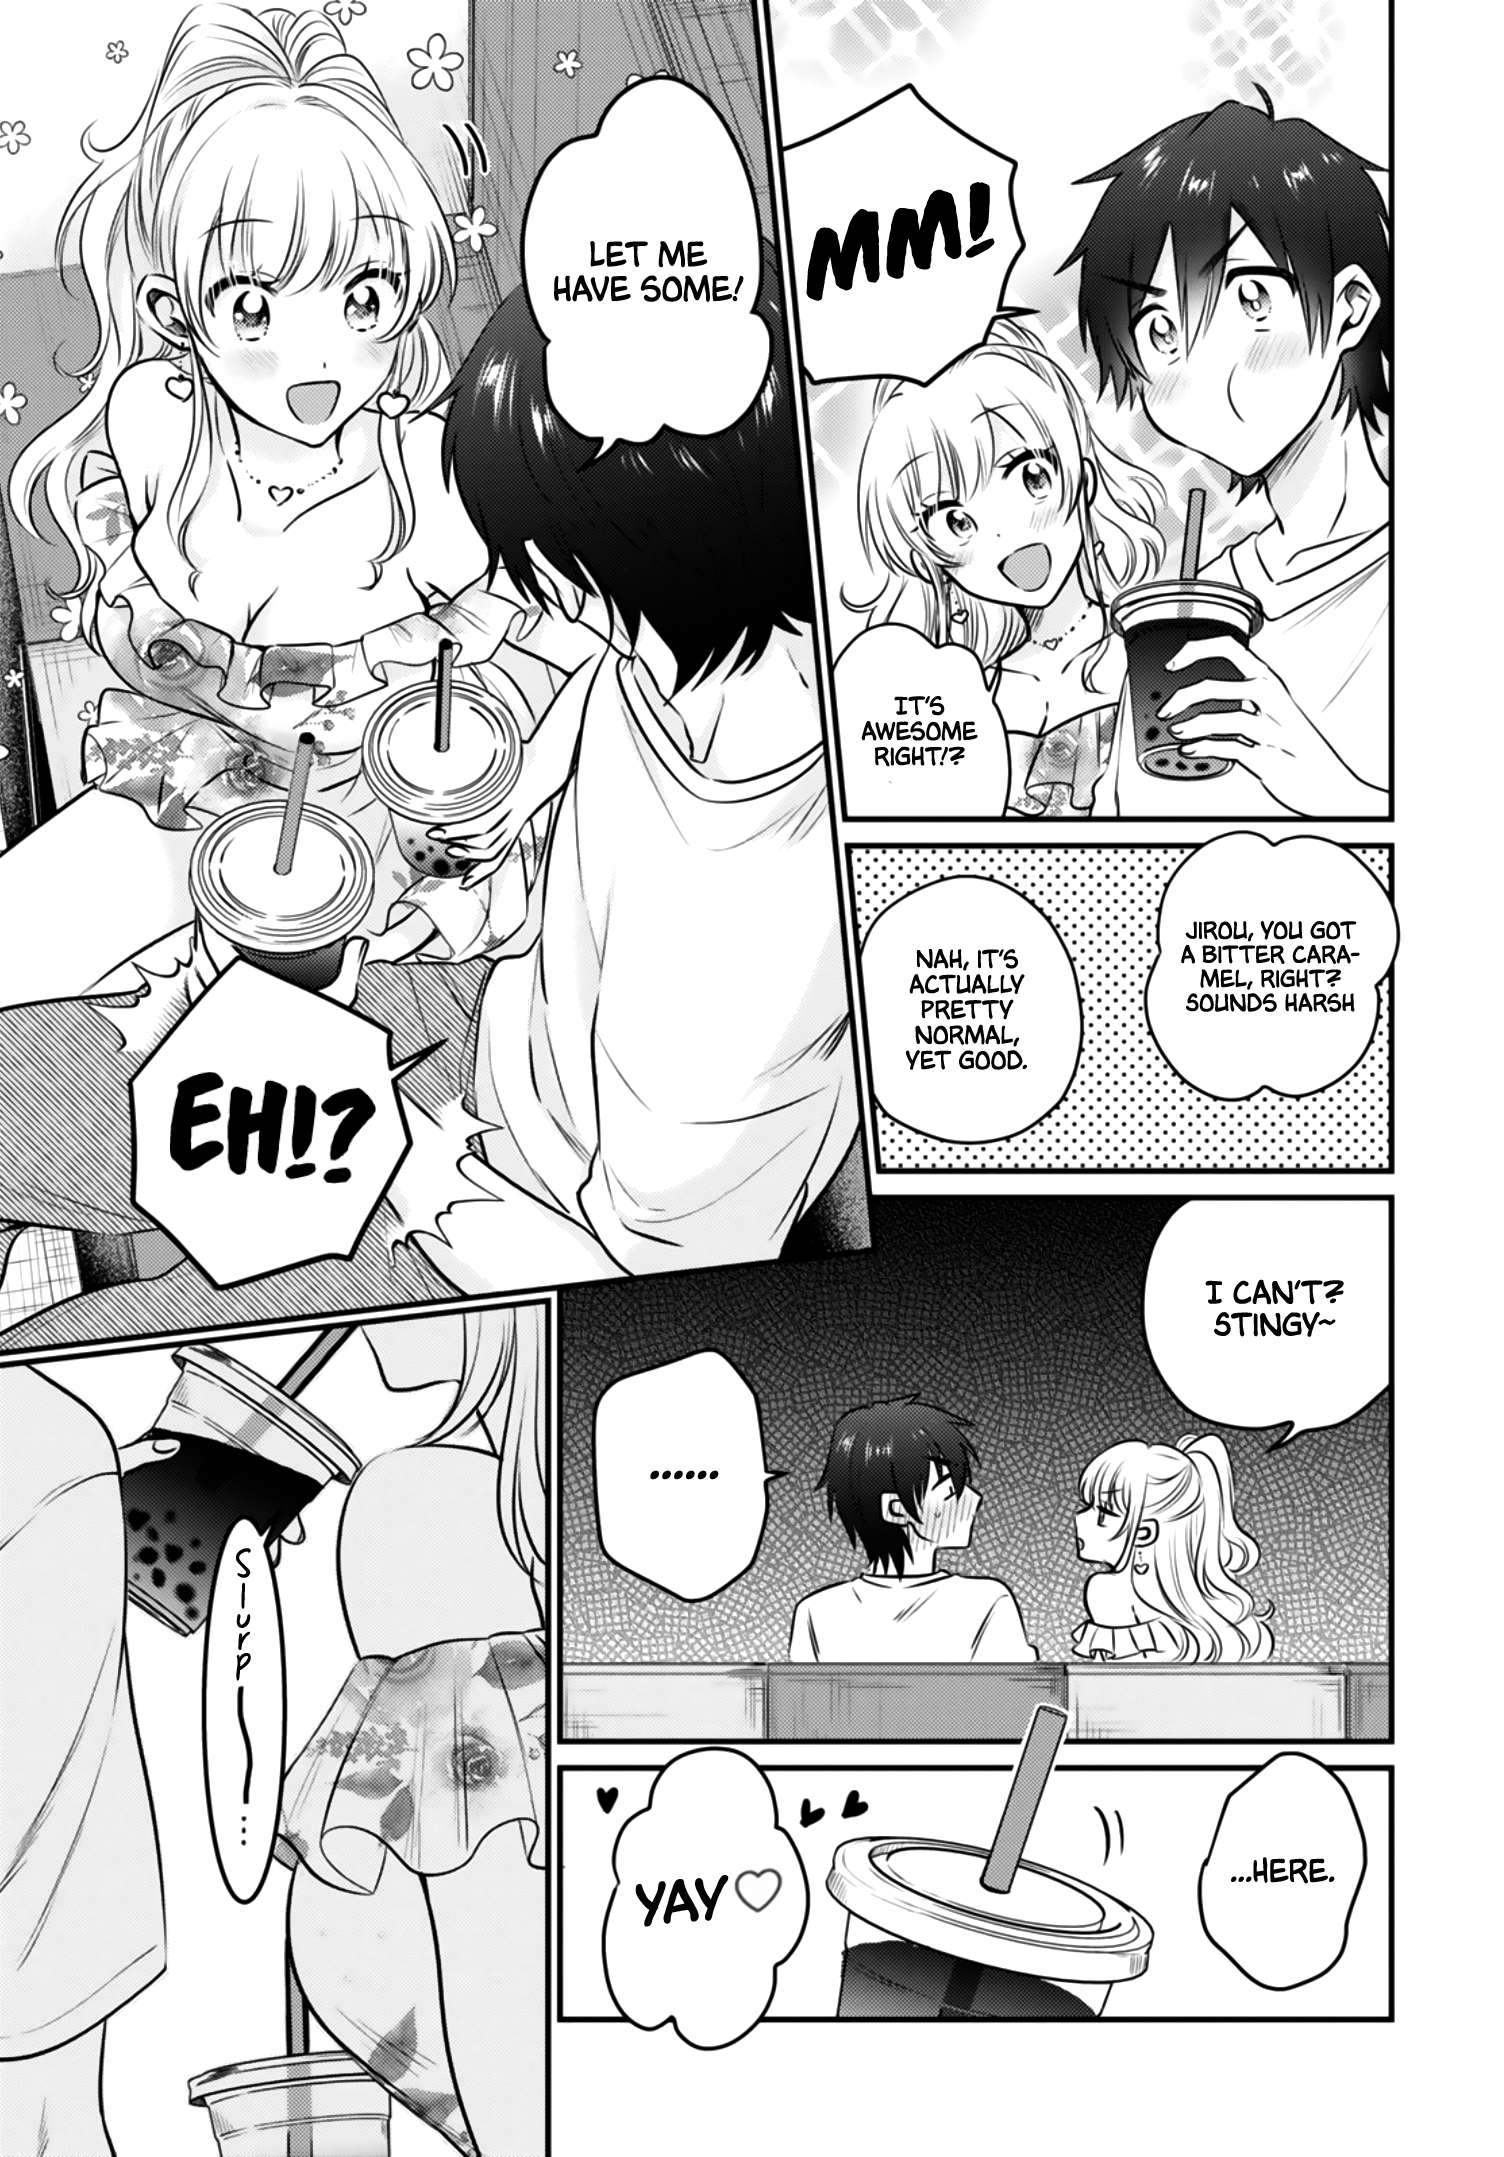 MM!
IT'S
AWESOME
RIGHT!?
JIROU, YOU GOT
A BITTER CARA-
MEL, RIGHT?
SOUNDS HARSH
NAH, IT'S
ACTUALLY
PRETTY
NORMAL,
YET GOOD.
LET ME
HAVE SOME!
EH!?
I CAN'T?
STINGY~
......
...HERE.
YAY♡
Slurp—...